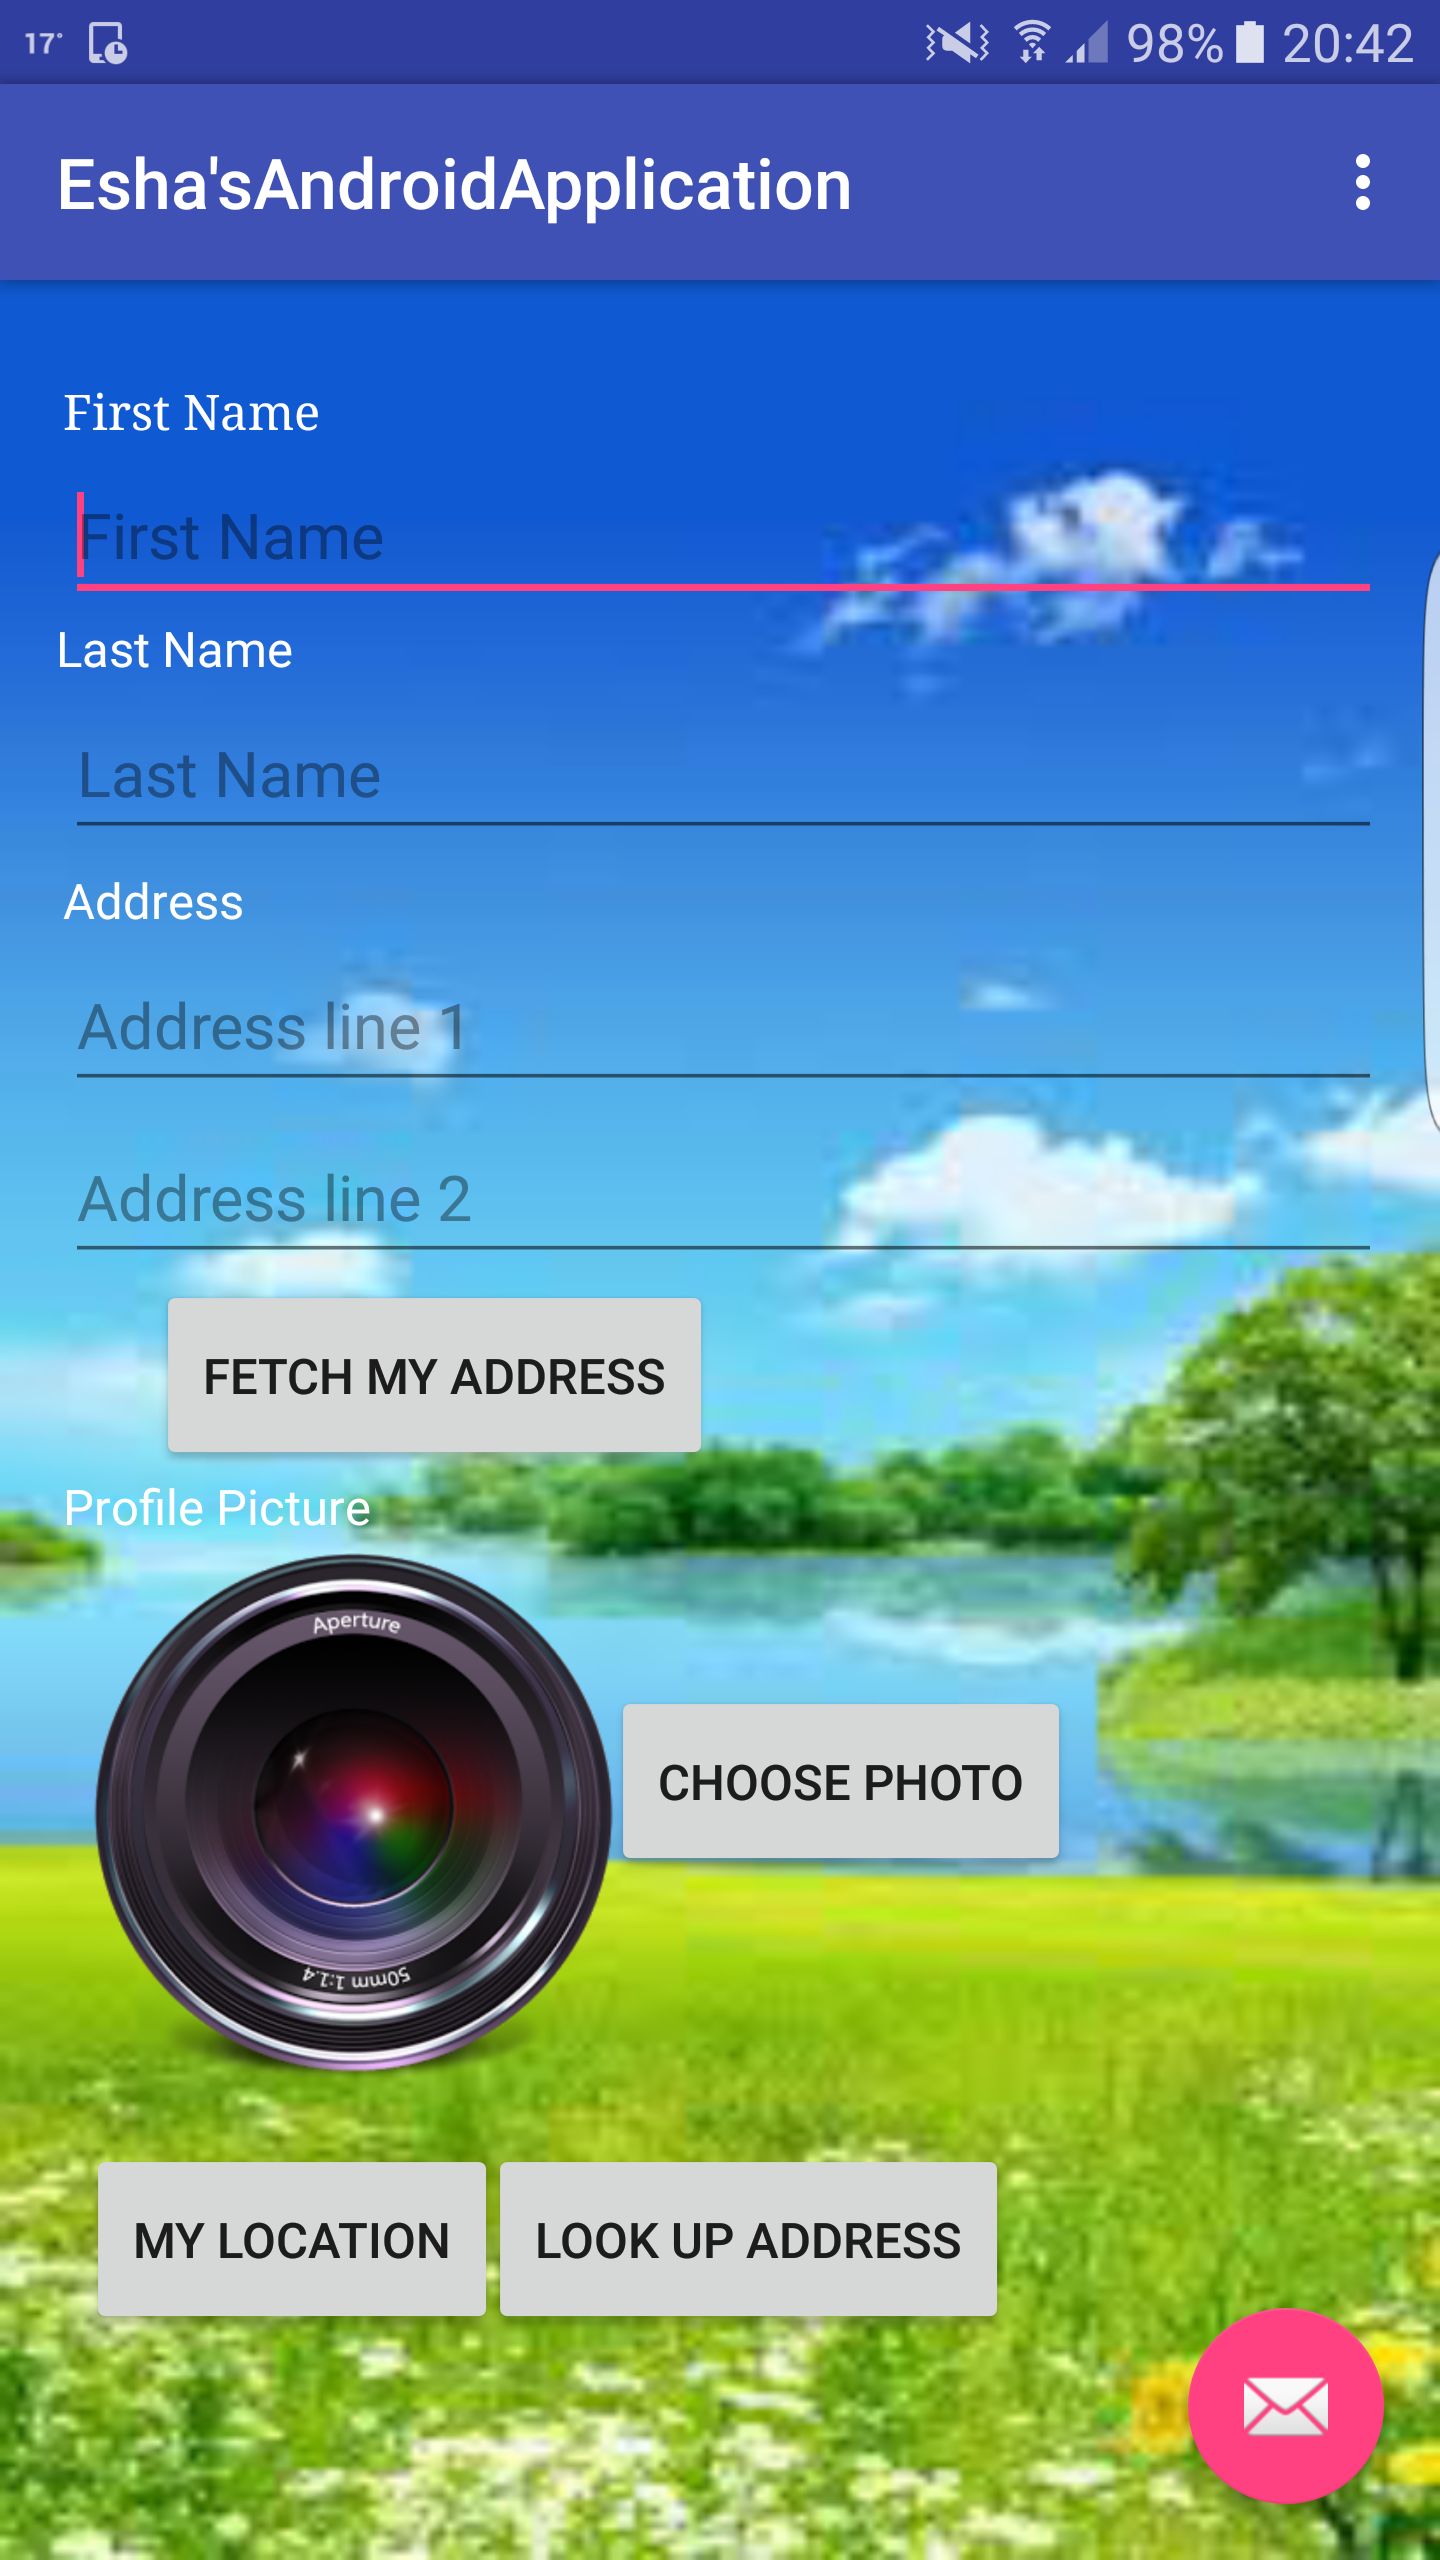 17°
98% 20:42
Esha'sAndroidApplication
First Name
First Name
Last Name
Last Name
Address
Address line 1
Address line 2
FETCH MY ADDRESS
Profile Picture
Aperture
CHOOSE PHOTO
50mm 1:1.4
MY LOCATION
LOOK UP ADDRESS